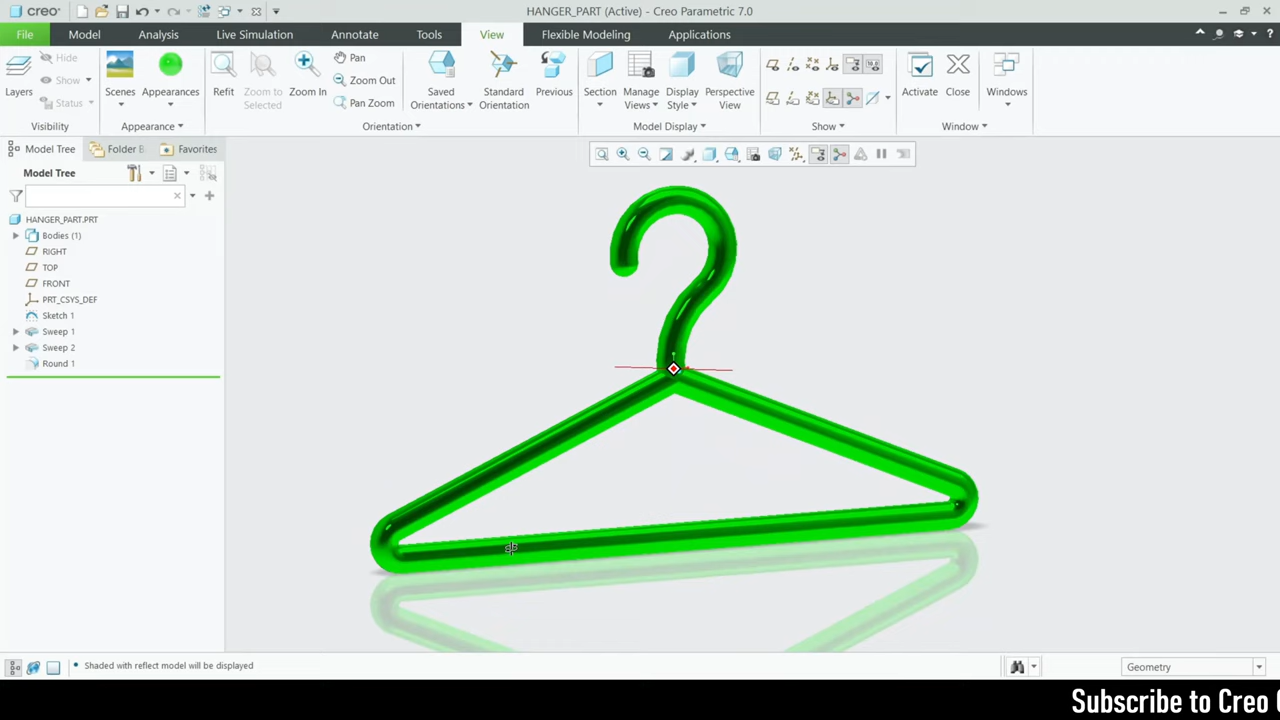 creo HANGER_PART (Active) - Creo Parametric 7.0
File Model Analysis Live Simulation Annotate Tools View Flexible Modeling Applications
Hide Show Status Layers
Visibility
Scenes Appearances
Appearance
Refit Zoom to Selected Zoom In Pan Zoom Out Pan Zoom Saved Orientations Standard Orientation Previous
Orientation
Section Manage Views Display Style Perspective View
Model Display
Show
Activate Close Windows
Window
Model Tree Folder B Favorites
Model Tree
HANGER_PART.PRT
Bodies (1)
RIGHT
TOP
FRONT
PRT_CSYS_DEF
Sketch 1
Sweep 1
Sweep 2
Round 1
Shaded with reflect model will be displayed
Geometry
Subscribe to Creo